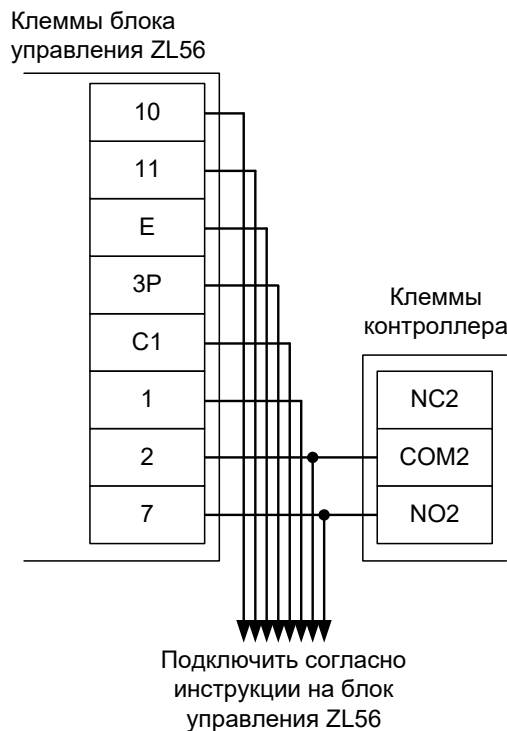 Клеммы блока
управления ZL56
10
11
E
3P
C1
1
2
7
Клеммы
контроллера
NC2
COM2
NO2
Подключить согласно
инструкции на блок
управления ZL56